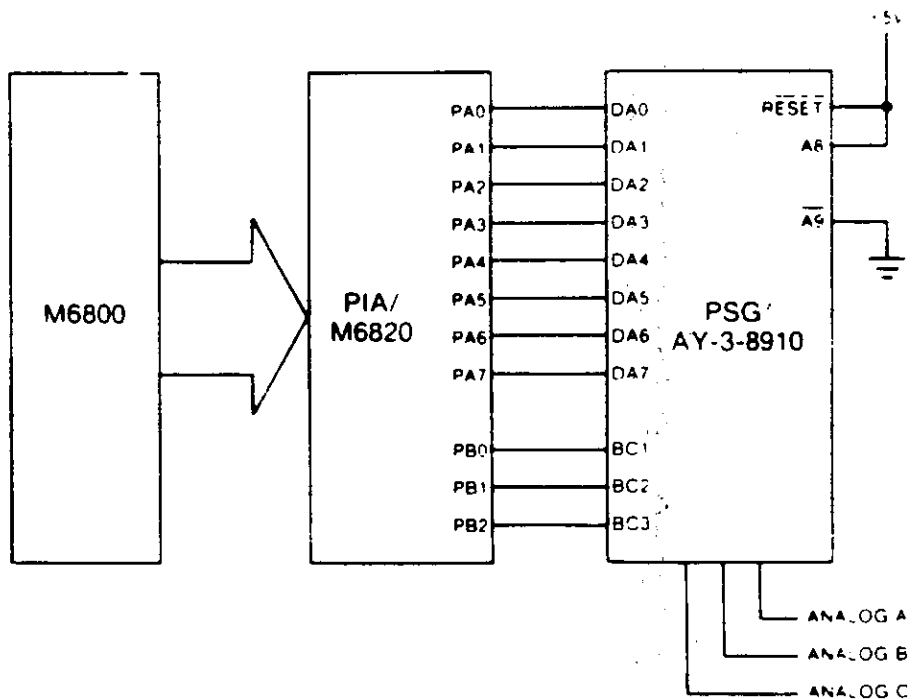 5V
PA0 DA0 RESET
PA1 DA1 A8
PA2 DA2
PA3 DA3 A9
PA4 DA4
M6800 PIA/ PA5 DA5 PSG/
M6820 PA6 DA6 AY-3-8910
PA7 DA7
PB0 BC1
PB1 BC2
PB2 BC3
ANALOG A
ANALOG B
ANALOG C